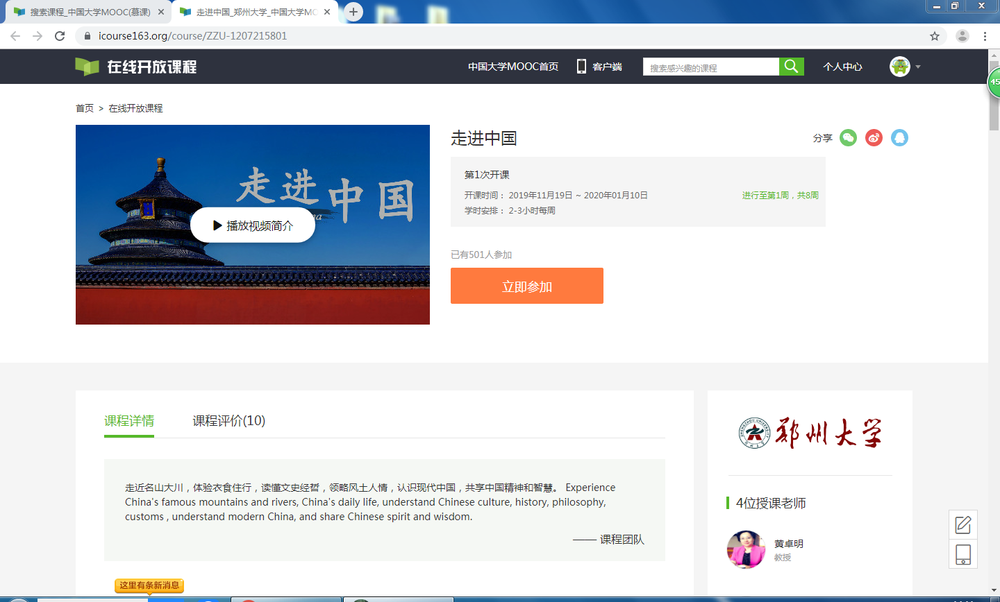 搜索课程_中国大学MOOC(慕课)
走进中国_郑州大学_中国大学MO
icourse163.org/course/ZZU-1207215801
在线开放课程
中国大学MOOC首页
客户端
搜索感兴趣的课程
个人中心
45
首页 > 在线开放课程
走进中国
播放视频简介
走进中国
分享
第1次开课
开课时间： 2019年11月19日 ~ 2020年01月10日
进行至第1周，共8周
学时安排： 2-3小时每周
已有501人参加
立即参加
课程详情
课程评价(10)
走近名山大川，体验衣食住行，读懂文史经哲，领略风土人情，认识现代中国，共享中国精神和智慧。 Experience
China's famous mountains and rivers, China's daily life, understand Chinese culture, history, philosophy,
customs , understand modern China, and share Chinese spirit and wisdom.
—— 课程团队
这里有条新消息
ZHENGZHOU UNIVERSITY
郑州大学
4位授课老师
黄卓明
教授